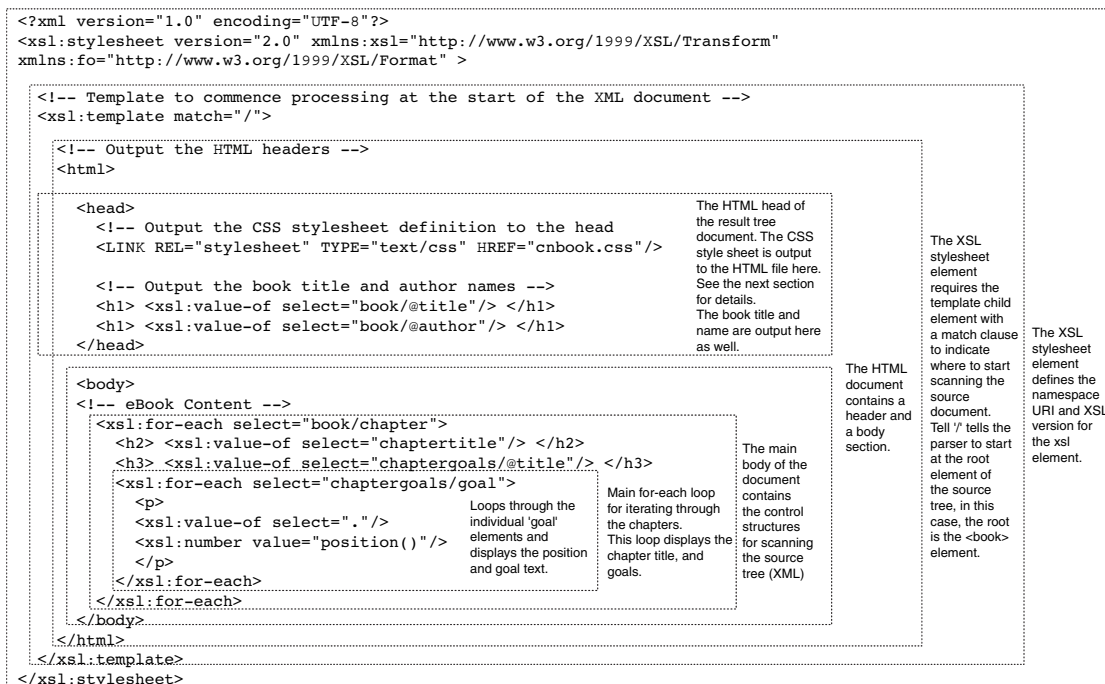 <?xml version="1.0" encoding="UTF-8"?>
<xsl:stylesheet version="2.0" xmlns:xsl="http://www.w3.org/1999/XSL/Transform"
xmlns:fo="http://www.w3.org/1999/XSL/Format" >
<!-- Template to commence processing at the start of the XML document -->
<xsl:template match="/">
<!-- Output the HTML headers -->
<html>
<head>
<!-- Output the CSS stylesheet definition to the head
<LINK REL="stylesheet" TYPE="text/css" HREF="cnbook.css"/>
<!-- Output the book title and author names -->
<h1> <xsl:value-of select="book/@title"/> </h1>
<h1> <xsl:value-of select="book/@author"/> </h1>
</head>
The HTML head of
the result tree
document. The CSS
style sheet is output
to the HTML file here.
See the next section
for details.
The book title and
name are output here
as well.
<body>
<!-- eBook Content -->
<xsl:for-each select="book/chapter">
<h2> <xsl:value-of select="chaptertitle"/> </h2>
<h3> <xsl:value-of select="chaptergoals/@title"/> </h3>
<xsl:for-each select="chaptergoals/goal">
<p>
<xsl:value-of select="."/>
<xsl:number value="position()"/>
</p>
</xsl:for-each>
</xsl:for-each>
</body>
</html>
</xsl:template>
</xsl:stylesheet>
Loops through the
individual 'goal'
elements and
displays the position
and goal text.
Main for-each loop
for iterating through
the chapters.
This loop displays the
chapter title, and
goals.
The main
body of the
document
contains
the control
structures
for scanning
the source
tree (XML)
The HTML
document
contains a
header and
a body
section.
The XSL
stylesheet
element
requires the
template child
element with
a match clause
to indicate
where to start
scanning the
source
document.
Tell '/' tells the
parser to start
at the root
element of
the source
tree, in this
case, the root
is the <book>
element.
The XSL
stylesheet
element
defines the
namespace
URI and XSL
version for
the xsl
element.